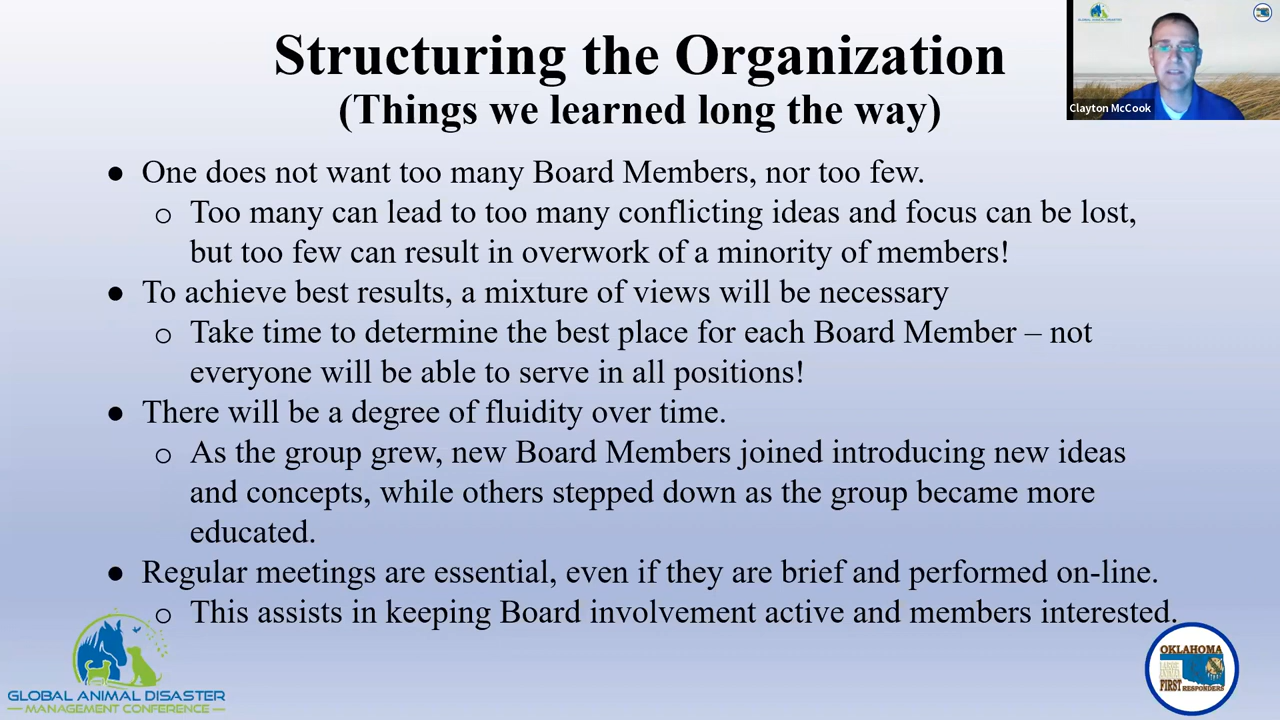 Structuring the Organization
(Things we learned long the way)
Clayton McCook
● One does not want too many Board Members, nor too few.
o Too many can lead to too many conflicting ideas and focus can be lost,
but too few can result in overwork of a minority of members!
● To achieve best results, a mixture of views will be necessary
o Take time to determine the best place for each Board Member – not
everyone will be able to serve in all positions!
● There will be a degree of fluidity over time.
o As the group grew, new Board Members joined introducing new ideas
and concepts, while others stepped down as the group became more
educated.
● Regular meetings are essential, even if they are brief and performed on-line.
o This assists in keeping Board involvement active and members interested.
GLOBAL ANIMAL DISASTER
MANAGEMENT CONFERENCE
OKLAHOMA
LARGE
ANIMAL
FIRST RESPONDERS